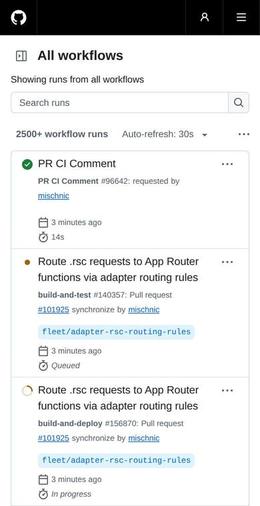 All workflows
Showing runs from all workflows
Search runs
2500+ workflow runs Auto-refresh: 30s
PR CI Comment
PR CI Comment #96642: requested by
mischnic
3 minutes ago
14s
Route .rsc requests to App Router
functions via adapter routing rules
build-and-test #140357: Pull request
#101925 synchronize by mischnic
fleet/adapter-rsc-routing-rules
3 minutes ago
Queued
Route .rsc requests to App Router
functions via adapter routing rules
build-and-deploy #156870: Pull request
#101925 synchronize by mischnic
fleet/adapter-rsc-routing-rules
3 minutes ago
In progress